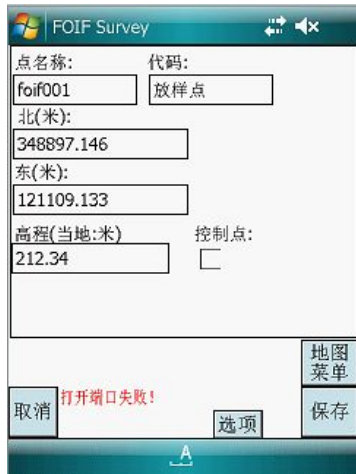 FOIF Survey
点名称: 代码:
foif001 放样点
北(米):
348897.146
东(米):
121109.133
高程(当地:米) 控制点:
212.34
地图
菜单
打开端口失败!
取消 选项 保存
A